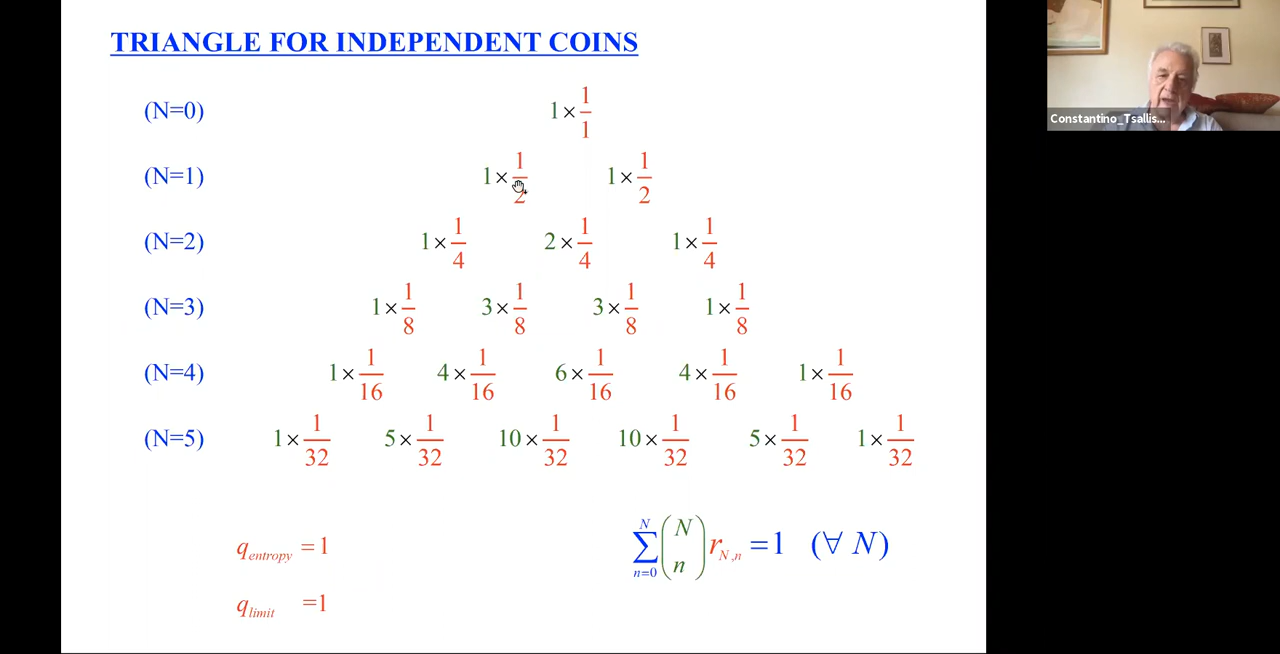 TRIANGLE FOR INDEPENDENT COINS
(N=0) 1 × 1/1
(N=1) 1 × 1/2 1 × 1/2
(N=2) 1 × 1/4 2 × 1/4 1 × 1/4
(N=3) 1 × 1/8 3 × 1/8 3 × 1/8 1 × 1/8
(N=4) 1 × 1/16 4 × 1/16 6 × 1/16 4 × 1/16 1 × 1/16
(N=5) 1 × 1/32 5 × 1/32 10 × 1/32 10 × 1/32 5 × 1/32 1 × 1/32
q_entropy = 1
q_limit =1
∑_{n=0}^{N} (N n) r_{N,n} = 1 (∀ N)
Constantino_Tsallis...